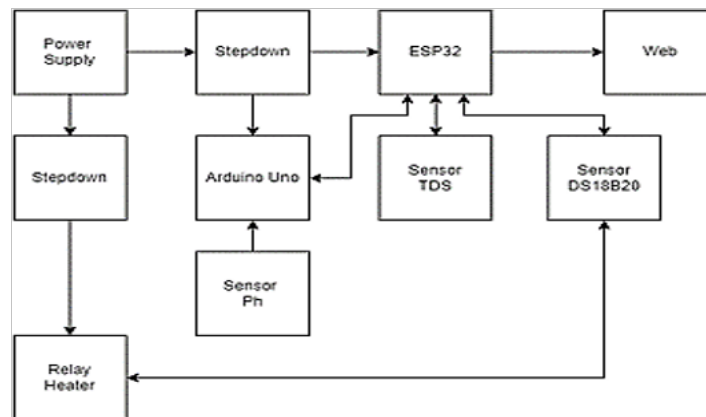 Power
Supply
Stepdown
ESP32
Web
Stepdown
Arduino Uno
Sensor
TDS
Sensor
DS18B20
Sensor
Ph
Relay
Heater